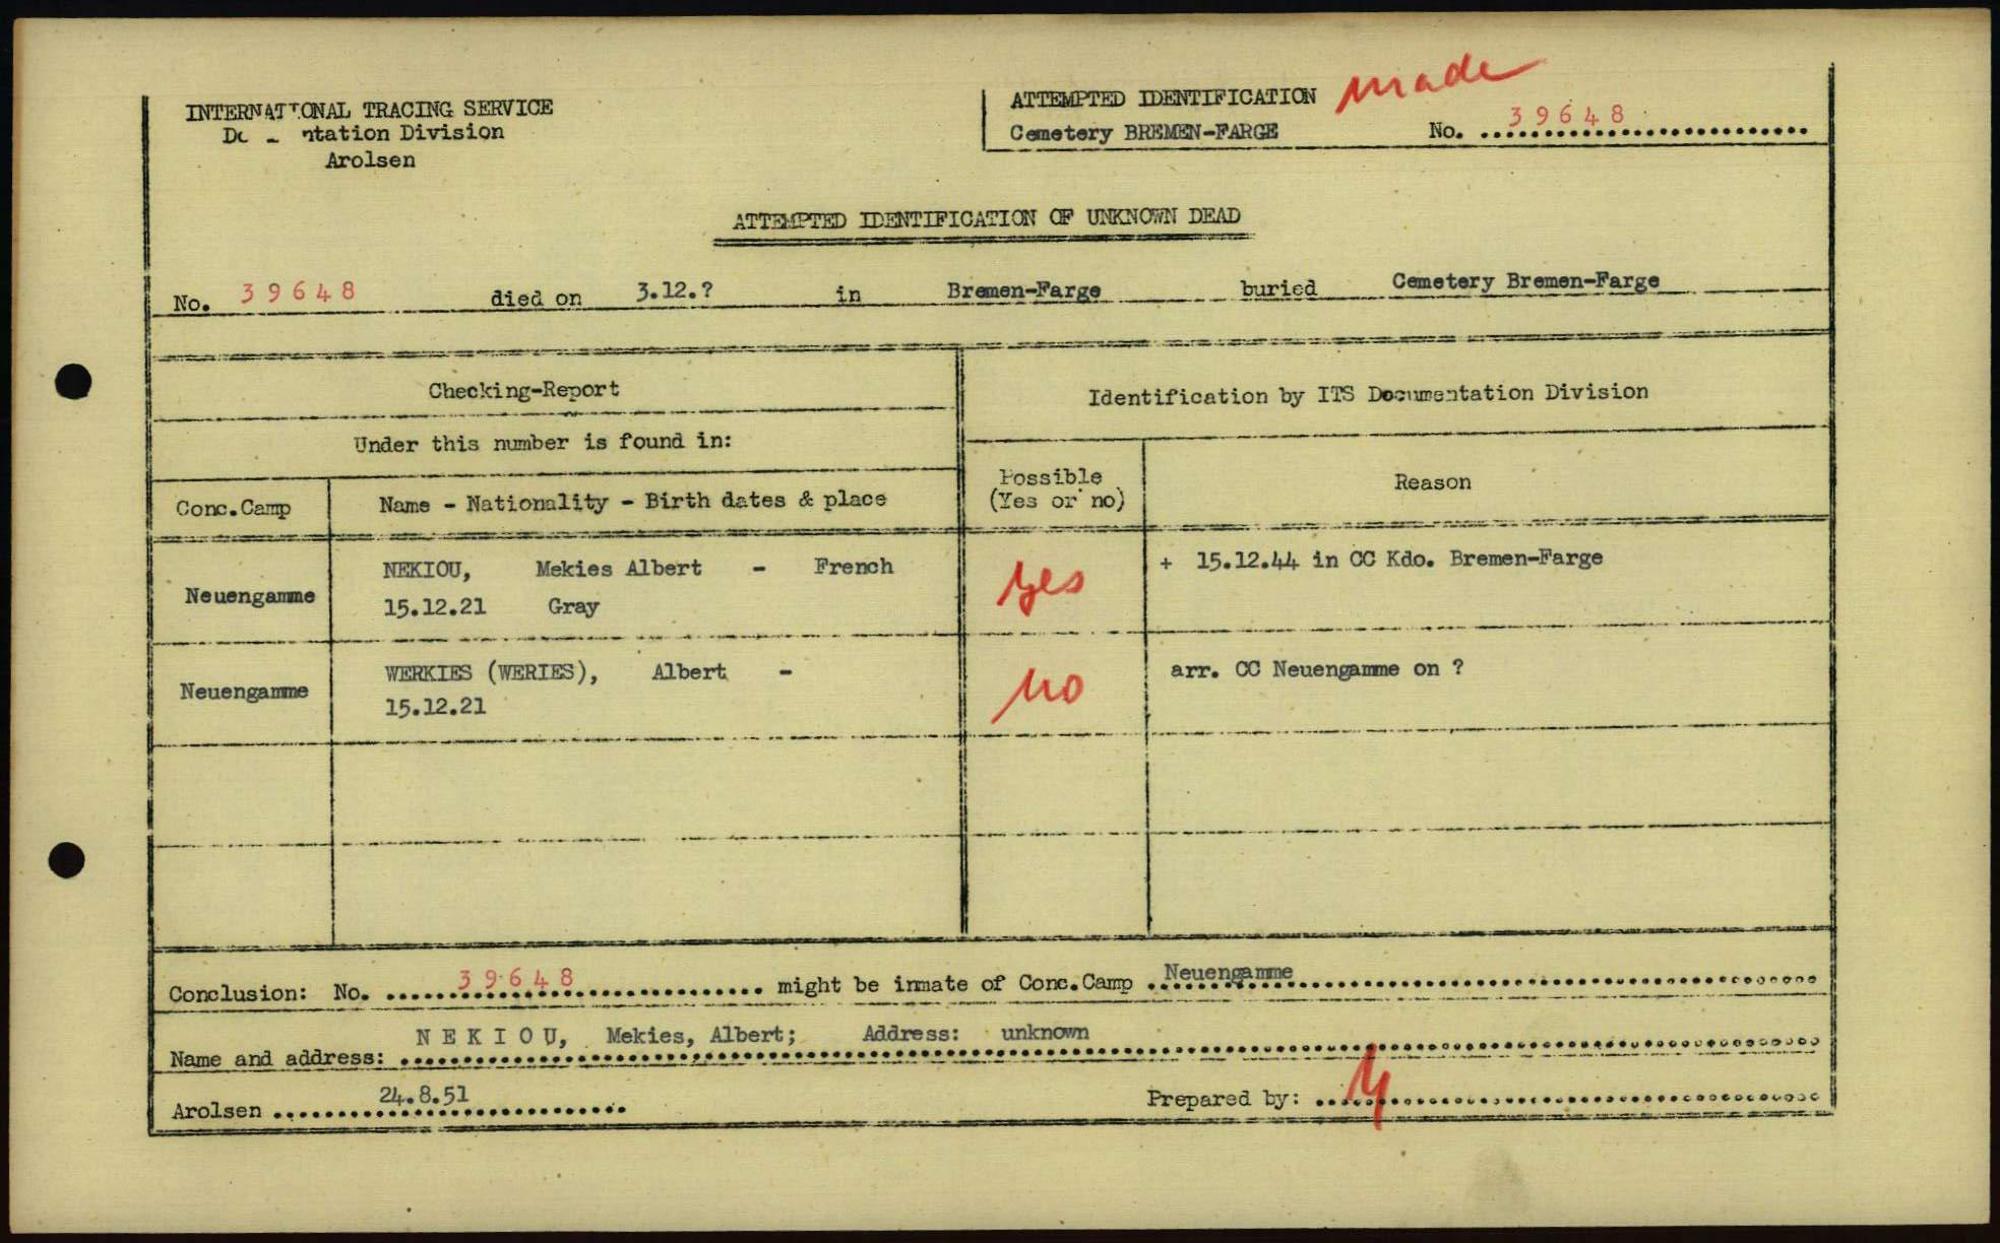 INTERNATIONAL TRACING SERVICE
Arolsen
ATTEMPTED IDENTIFICATION made
Cemetery BREMEN-FARGE No. 39648
ATTEMPTED IDENTIFICATION OF UNKNOWN DEAD
No. 39648 died on 3.12.? in Bremen-Farge buried Cemetery Bremen-Farge
Checking-Report
Identification by ITS Documentation Division
Under this number is found in:
Conc.Camp
Name - Nationality - Birth dates & place
Possible
(Yes or no)
Reason
Neuengamme
NEKIOU, Mekies Albert - French
15.12.21 Gray
yes
+ 15.12.44 in CC Kdo. Bremen-Farge
Neuengamme
WERKIES (WERIES), Albert -
15.12.21
no
arr. CC Neuengamme on ?
Conclusion: No. 39648 might be inmate of Conc.Camp Neuengamme
Name and address: NEKIOU, Mekies, Albert; Address: unknown
Arolsen 24.8.51
Prepared by: